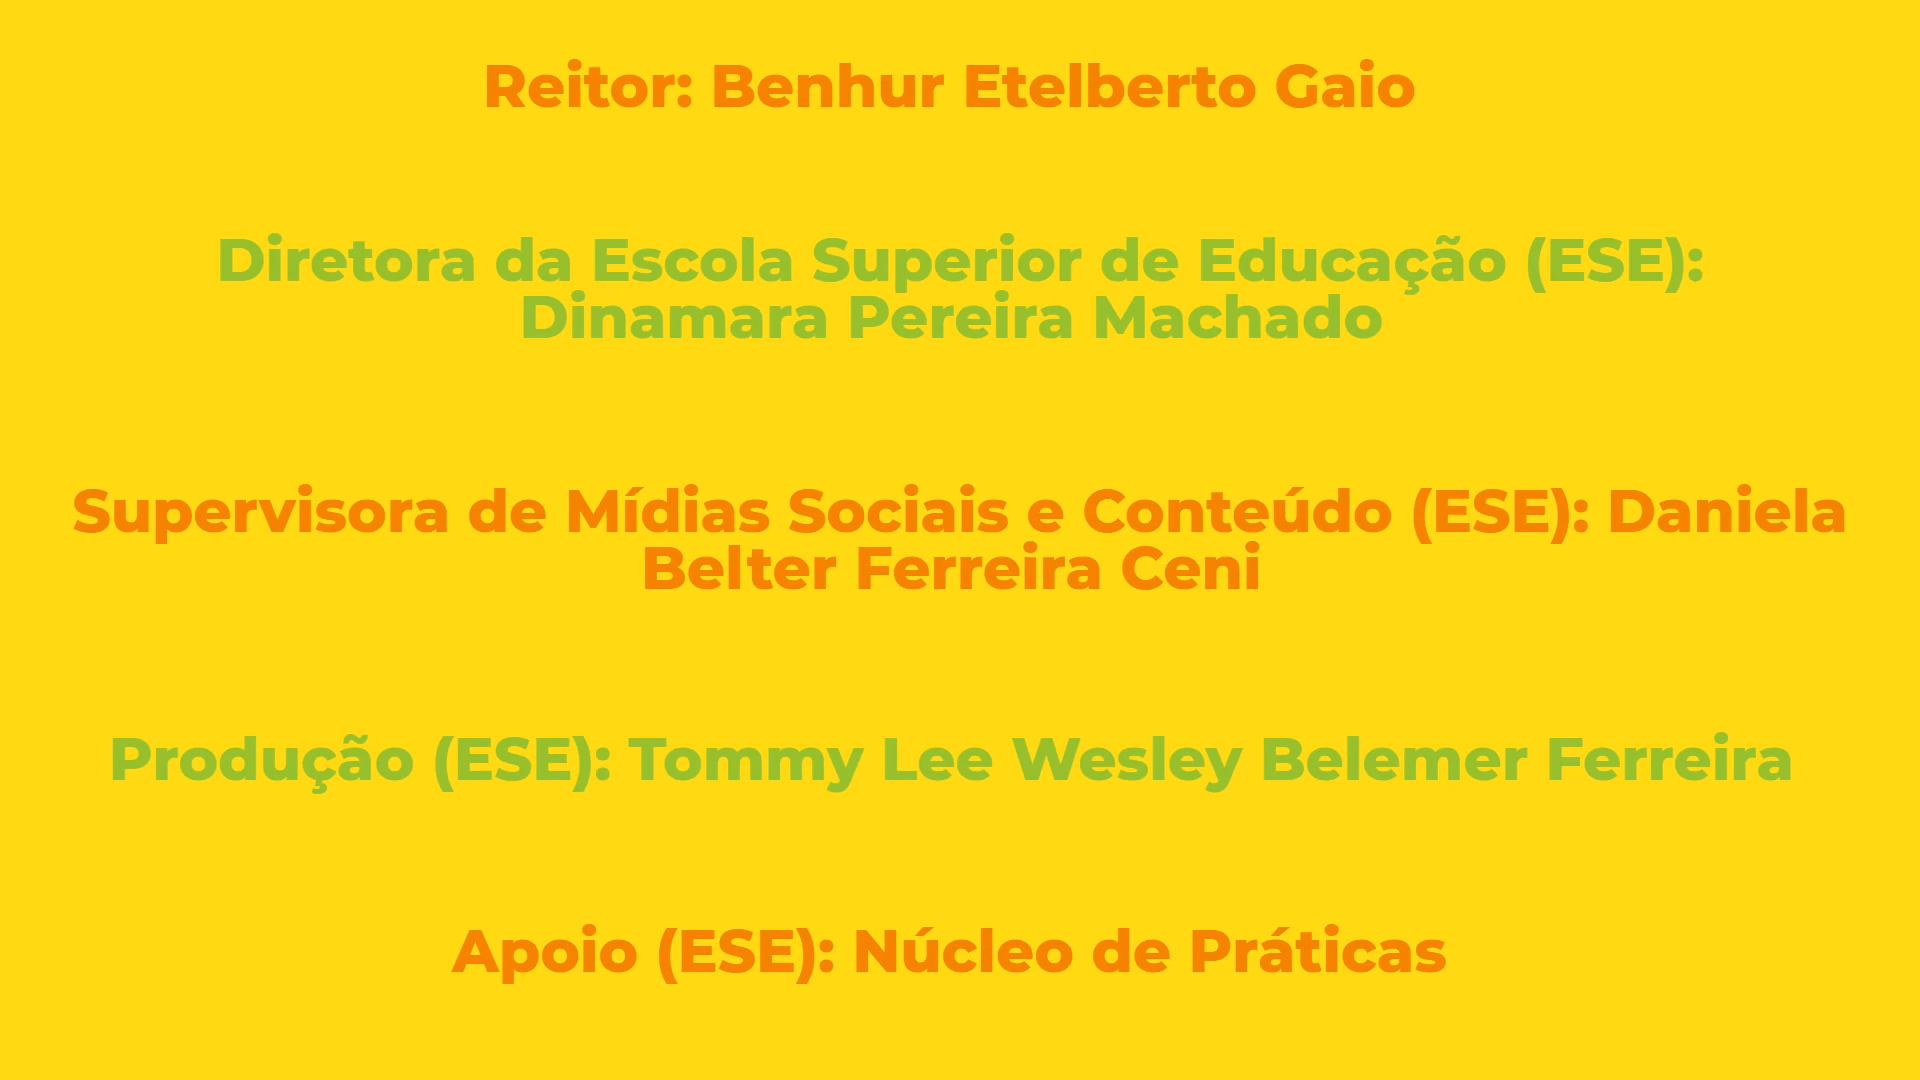 Reitor: Benhur Etelberto Gaio
Diretora da Escola Superior de Educação (ESE):
Dinamara Pereira Machado
Supervisora de Mídias Sociais e Conteúdo (ESE): Daniela
Belter Ferreira Ceni
Produção (ESE): Tommy Lee Wesley Belemer Ferreira
Apoio (ESE): Núcleo de Práticas